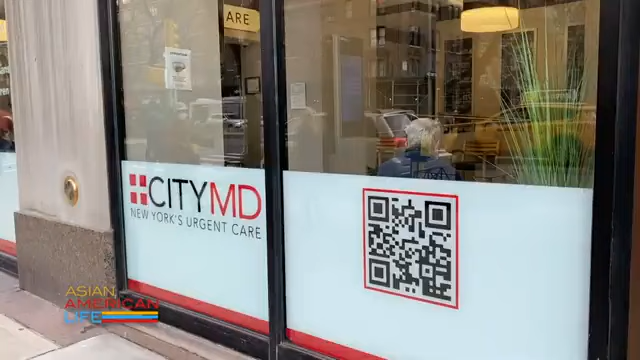 ARE
CITYMD
NEW YORK'S URGENT CARE
ASIAN
AMERICAN
LIFE